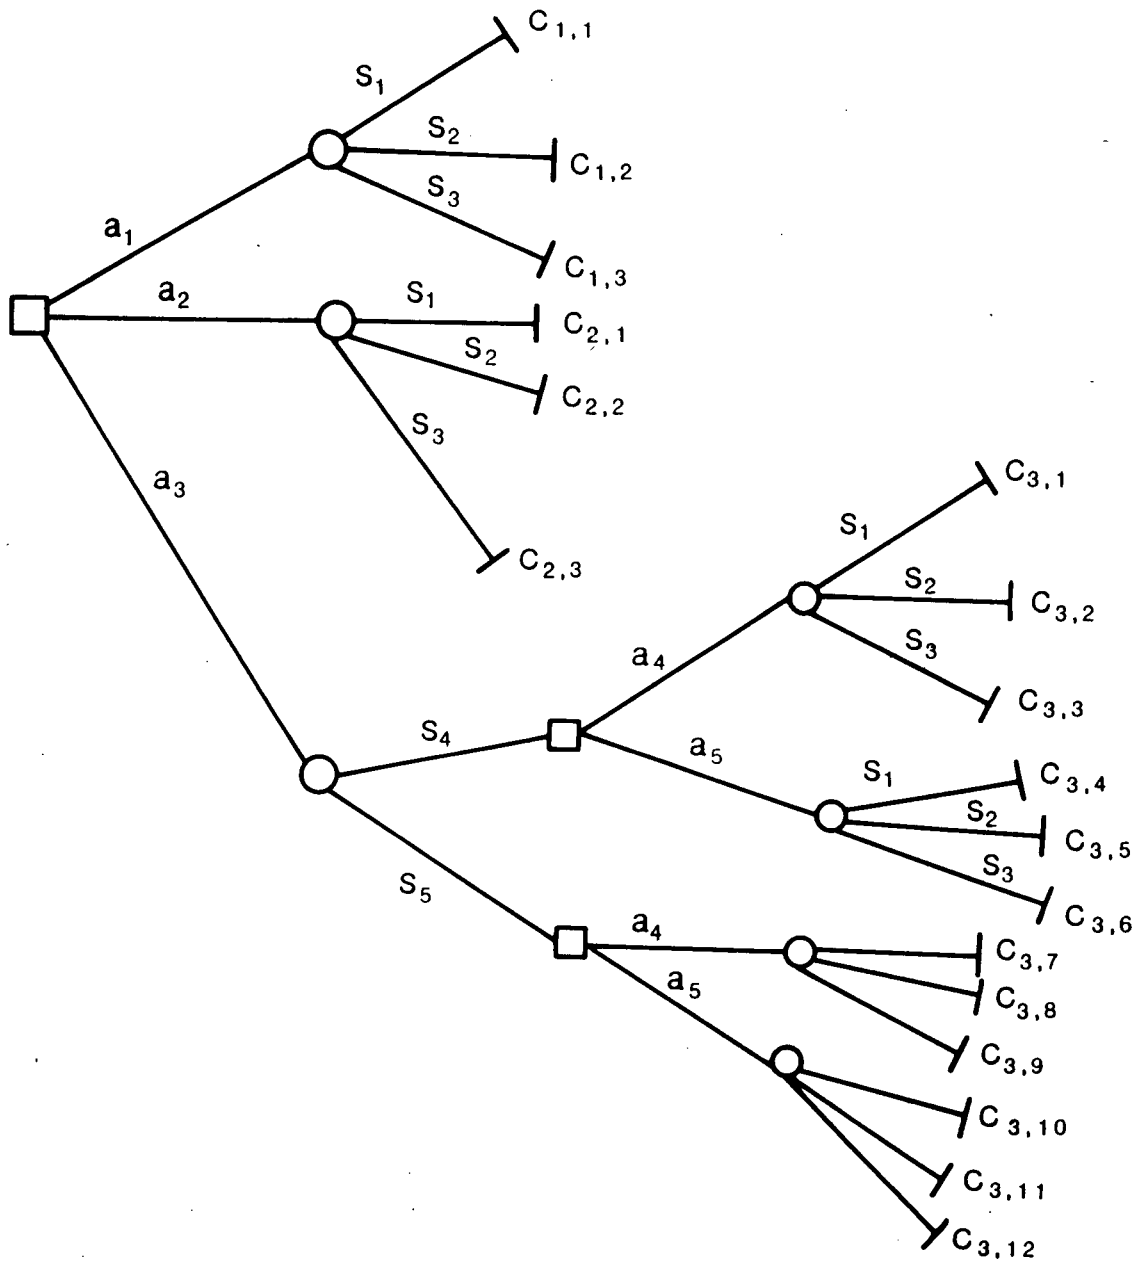 C1,1
S1
S2
C1,2
S3
a1
C1,3
a2
S1
C2,1
S2
C2,2
S3
a3
C2,3
C3,1
S1
S2
C3,2
S3
a4
C3,3
S4
a5
S1
C3,4
S2
C3,5
S3
C3,6
S5
a4
C3,7
a5
C3,8
C3,9
C3,10
C3,11
C3,12